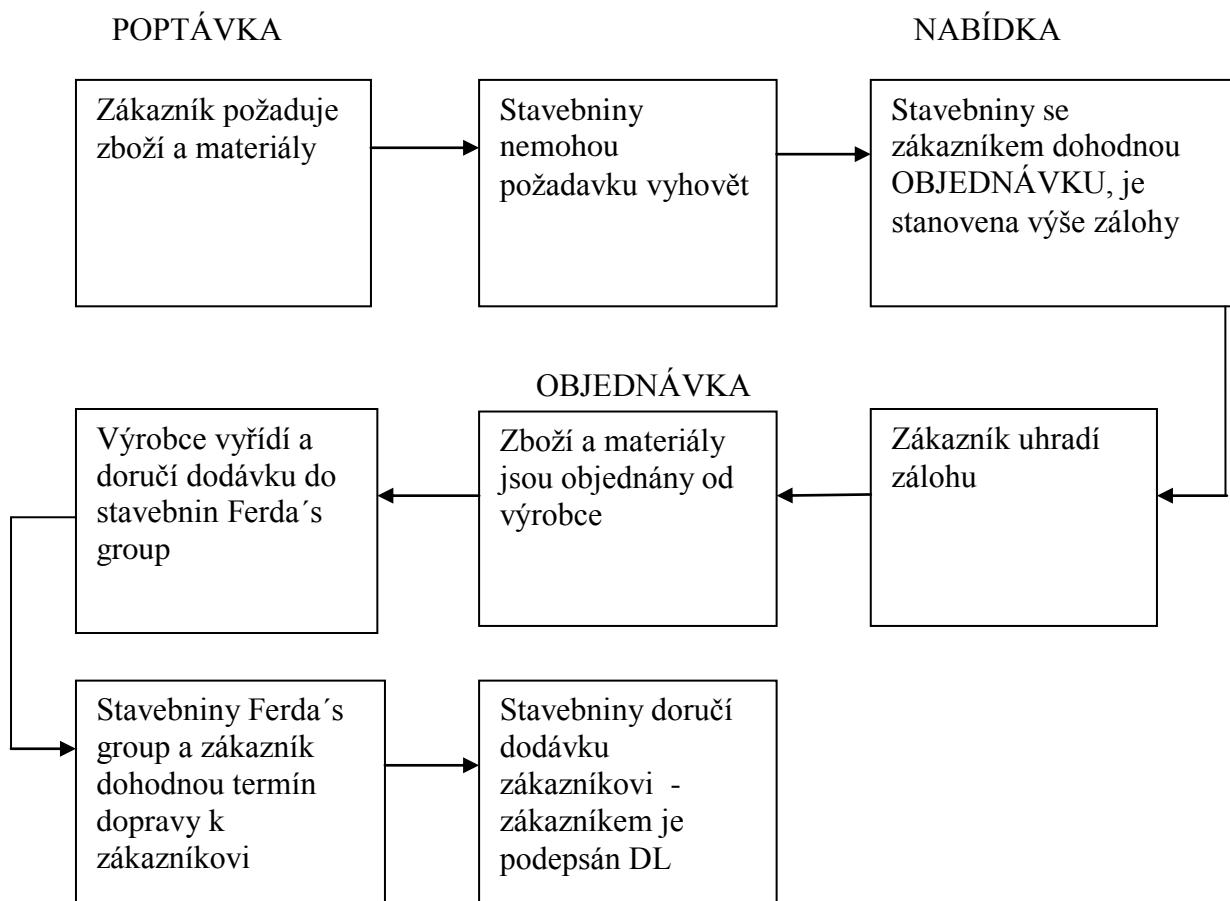 POPTÁVKA
NABÍDKA
Zákazník požaduje
zboží a materiály
Stavebniny
nemohou
požadavku vyhovět
Stavebniny se
zákazníkem dohodnou
OBJEDNÁVKU, je
stanovena výše zálohy
OBJEDNÁVKA
Zákazník uhradí
zálohu
Zboží a materiály
jsou objednány od
výrobce
Výrobce vyřídí a
doručí dodávku do
stavebnin Ferda´s
group
Stavebniny Ferda´s
group a zákazník
dohodnou termín
dopravy k
zákazníkovi
Stavebniny doručí
dodávku
zákazníkovi -
zákazníkem je
podepsán DL